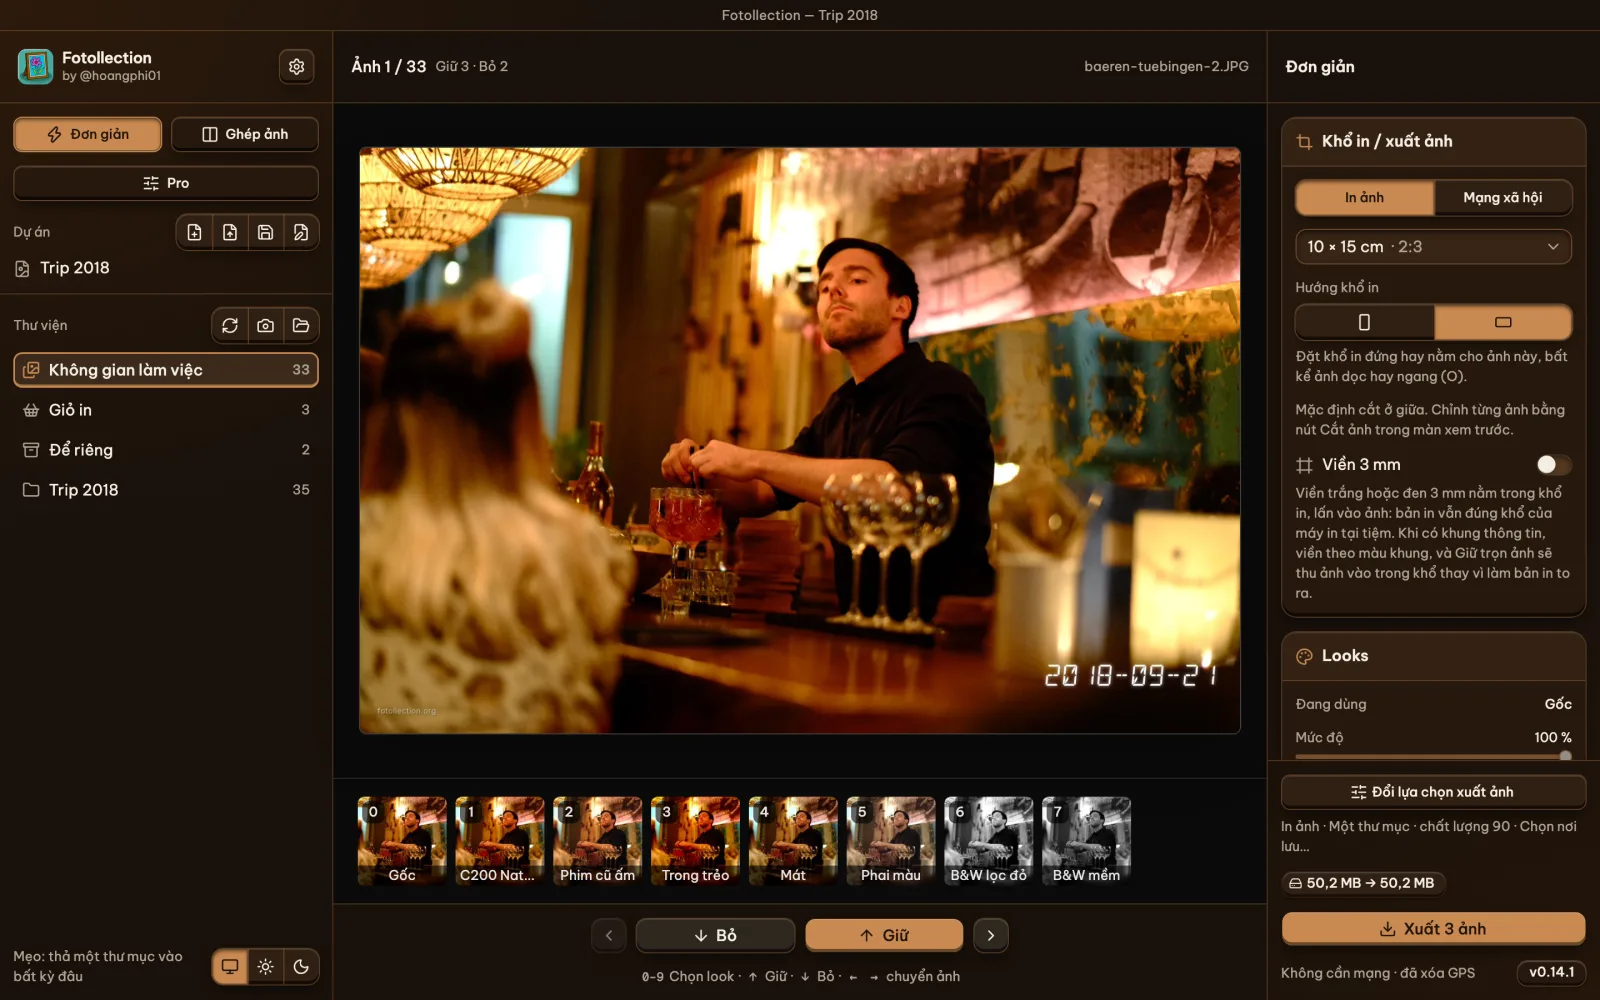 Fotollection — Trip 2018
Fotollection
by @hoangphi01
Đơn giản
Ghép ảnh
Pro
Dự án
Trip 2018
Thư viện
Không gian làm việc 33
Giỏ in 3
Để riêng 2
Trip 2018 35
Mẹo: thả một thư mục vào
bất kỳ đâu
Ảnh 1 / 33 Giữ 3 · Bỏ 2
baeren-tuebingen-2.JPG
2018-09-21
fotollection.org
0
Gốc
1
C200 Nat...
2
Phim cũ ấm
3
Trong trẻo
4
Mát
5
Phai màu
6
B&W lọc đỏ
7
B&W mềm
↓ Bỏ
↑ Giữ
0-9 Chọn look · ↑ Giữ · ↓ Bỏ · ← → chuyển ảnh
Đơn giản
Khổ in / xuất ảnh
In ảnh
Mạng xã hội
10 × 15 cm · 2:3
Hướng khổ in
Đặt khổ in đứng hay nằm cho ảnh này, bất
kể ảnh dọc hay ngang (O).
Mặc định cắt ở giữa. Chỉnh từng ảnh bằng
nút Cắt ảnh trong màn xem trước.
Viền 3 mm
Viền trắng hoặc đen 3 mm nằm trong khổ
in, lấn vào ảnh: bản in vẫn đúng khổ của
máy in tại tiệm. Khi có khung thông tin,
viền theo màu khung, và Giữ trọn ảnh sẽ
thu ảnh vào trong khổ thay vì làm bản in to
ra.
Looks
Đang dùng Gốc
Mức độ 100 %
Đổi lựa chọn xuất ảnh
In ảnh · Một thư mục · chất lượng 90 · Chọn nơi
lưu...
50,2 MB → 50,2 MB
Xuất 3 ảnh
Không cần mạng · đã xóa GPS
v0.14.1